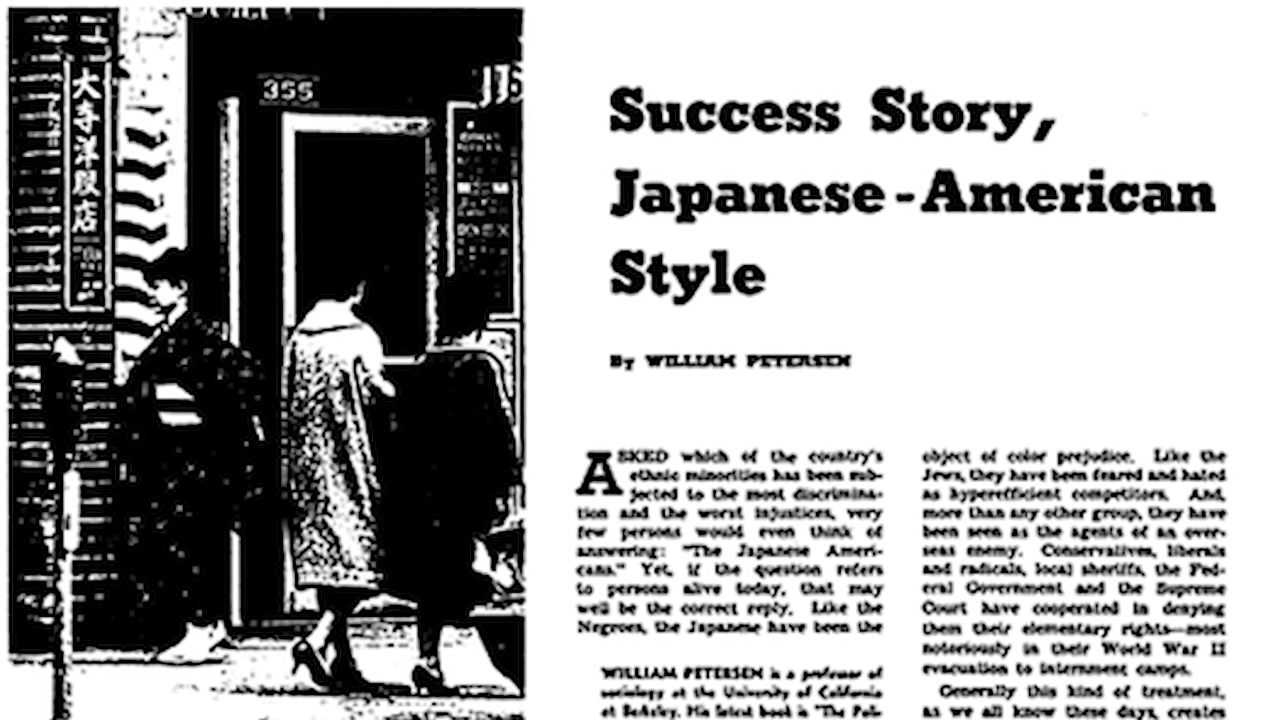 大寺洋服店
355
Success Story,
Japanese-American
Style
By WILLIAM PETERSEN
ASKED which of the country's
ethnic minorities has been sub-
jected to the most discrimina-
tion and the worst injustices, very
few persons would even think of
answering: "The Japanese Ameri-
cans." Yet, if the question refers
to persons alive today, that may
well be the correct reply. Like the
Negroes, the Japanese have been the
WILLIAM PETERSEN is a professor of
sociology at the University of California
at Berkeley. His latest book is "The Poli-
object of color prejudice. Like the
Jews, they have been feared and hated
as hyperefficient competitors. And,
more than any other group, they have
been seen as the agents of an over-
seas enemy. Conservatives, liberals
and radicals, local sheriffs, the Fed-
eral Government and the Supreme
Court have cooperated in denying
them their elementary rights—most
notoriously in their World War II
evacuation to internment camps.
Generally this kind of treatment,
as we all know these days, creates